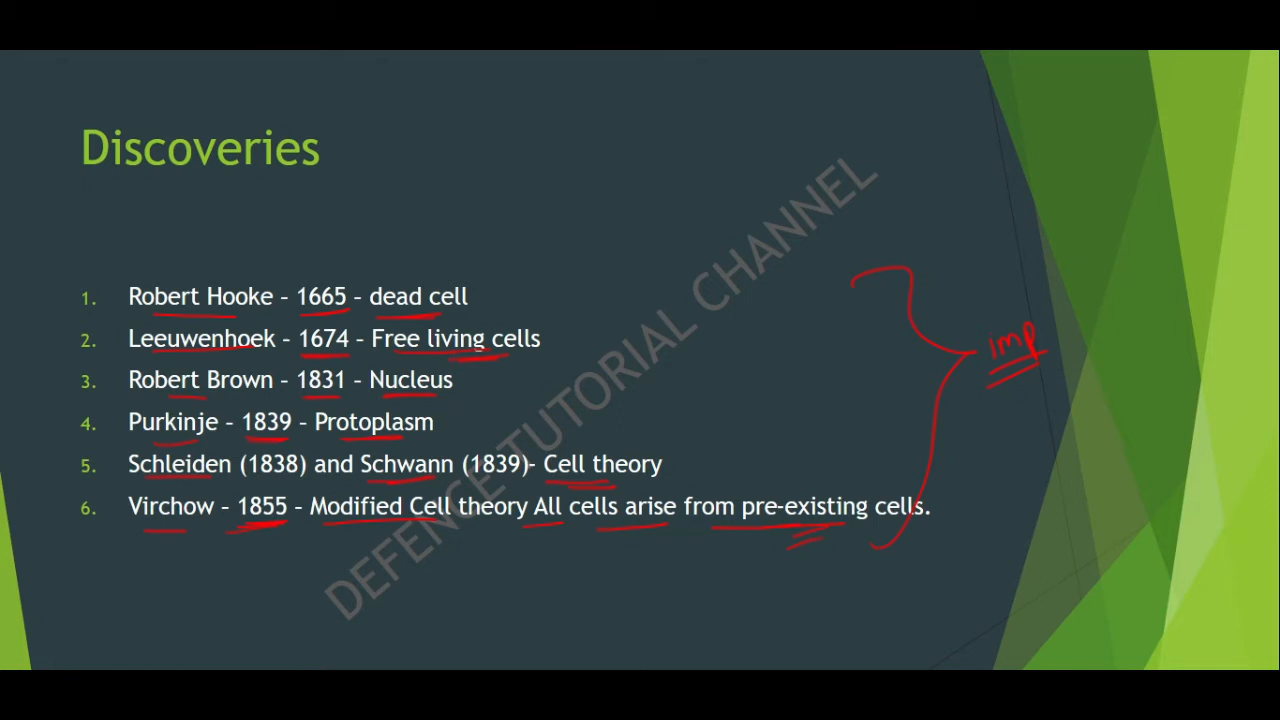 Discoveries
1. Robert Hooke – 1665 – dead cell
2. Leeuwenhoek – 1674 – Free living cells
3. Robert Brown – 1831 – Nucleus
4. Purkinje – 1839 – Protoplasm
5. Schleiden (1838) and Schwann (1839)- Cell theory
6. Virchow – 1855 – Modified Cell theory All cells arise from pre-existing cells.
imp
DEFENCE TUTORIAL CHANNEL